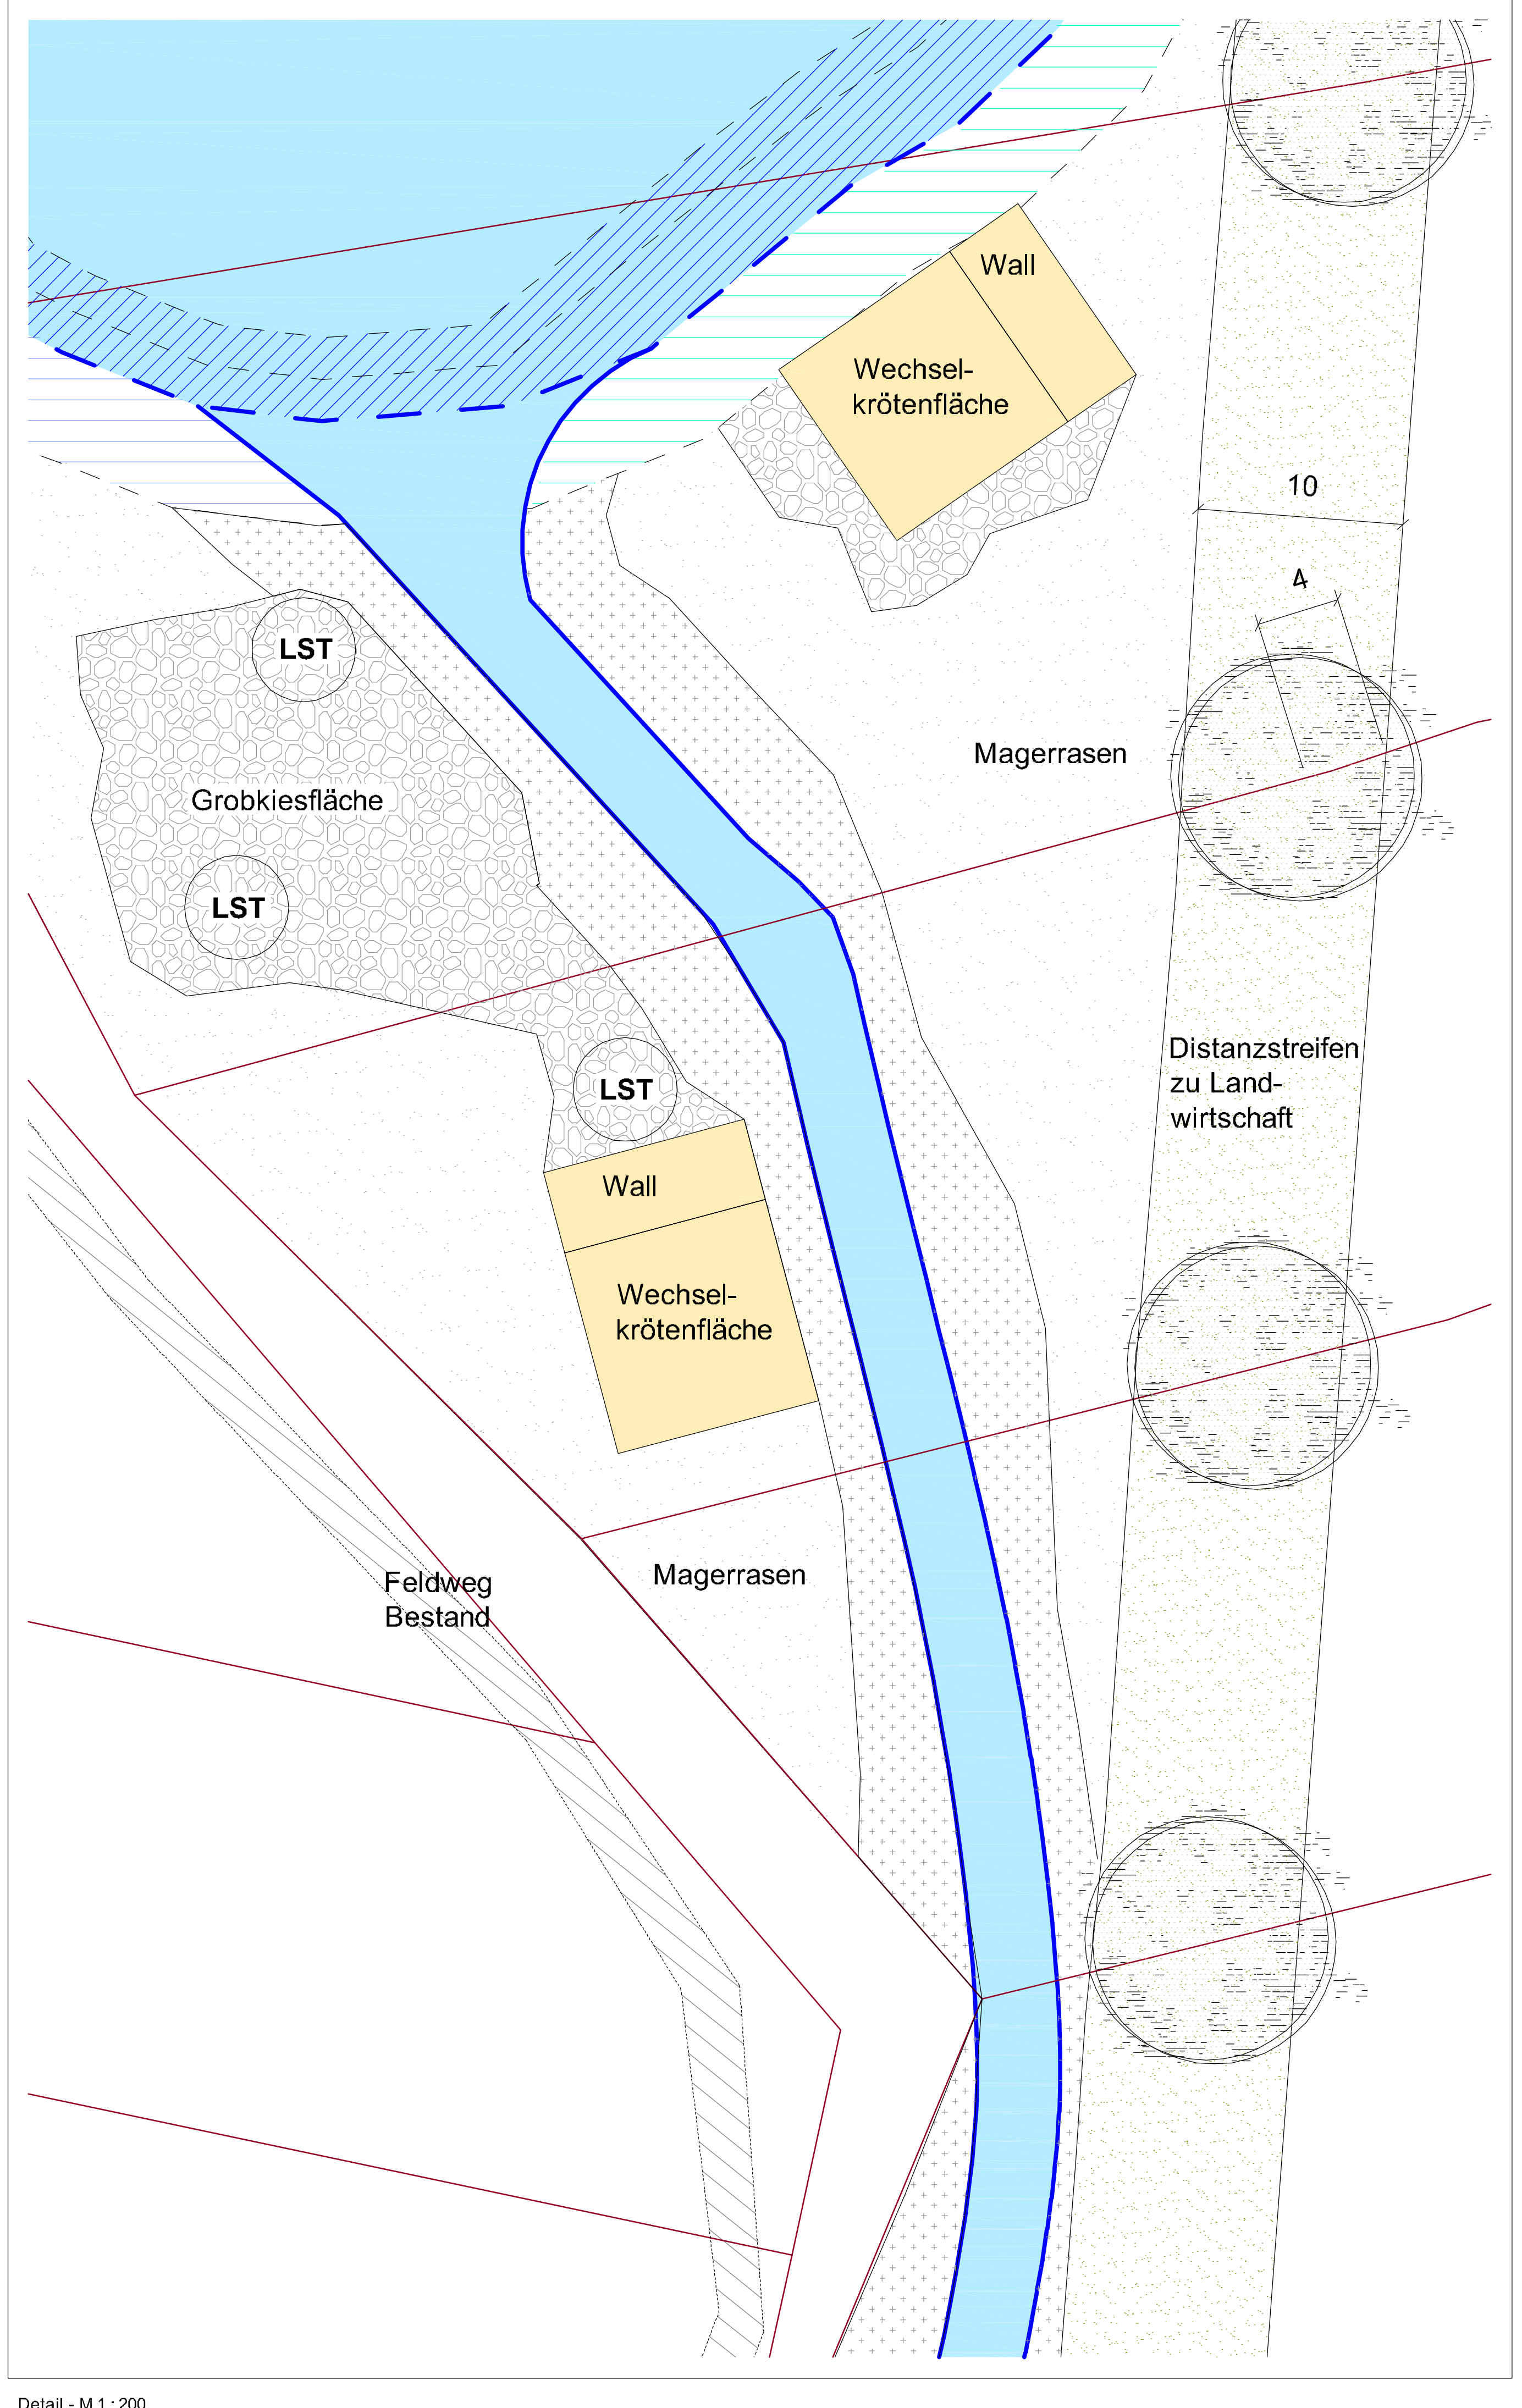 Wall
Wechsel-
krötenfläche
10
4
LST
Magerrasen
Grobkiesfläche
LST
Distanzstreifen
zu Land-
wirtschaft
LST
Wall
Wechsel-
krötenfläche
Magerrasen
Feldweg
Bestand
Detail - M 1 : 200